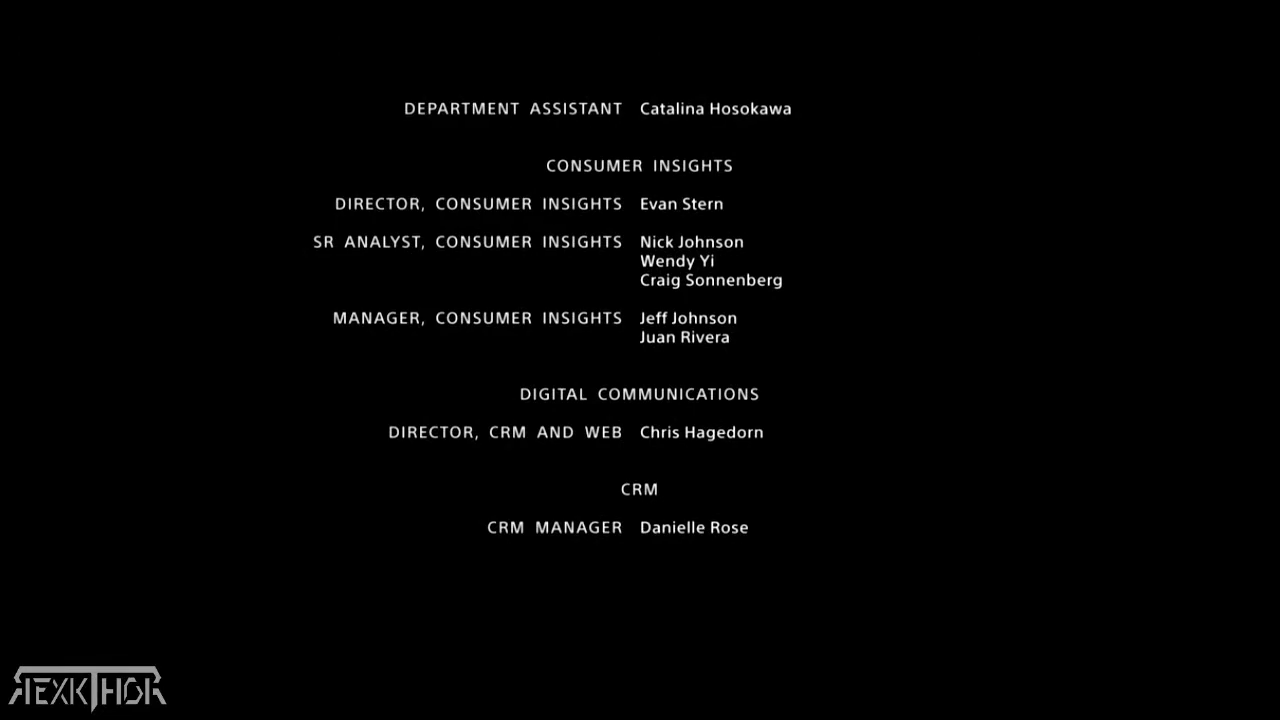 DEPARTMENT ASSISTANT Catalina Hosokawa
CONSUMER INSIGHTS
DIRECTOR, CONSUMER INSIGHTS Evan Stern
SR ANALYST, CONSUMER INSIGHTS Nick Johnson
Wendy Yi
Craig Sonnenberg
MANAGER, CONSUMER INSIGHTS Jeff Johnson
Juan Rivera
DIGITAL COMMUNICATIONS
DIRECTOR, CRM AND WEB Chris Hagedorn
CRM
CRM MANAGER Danielle Rose